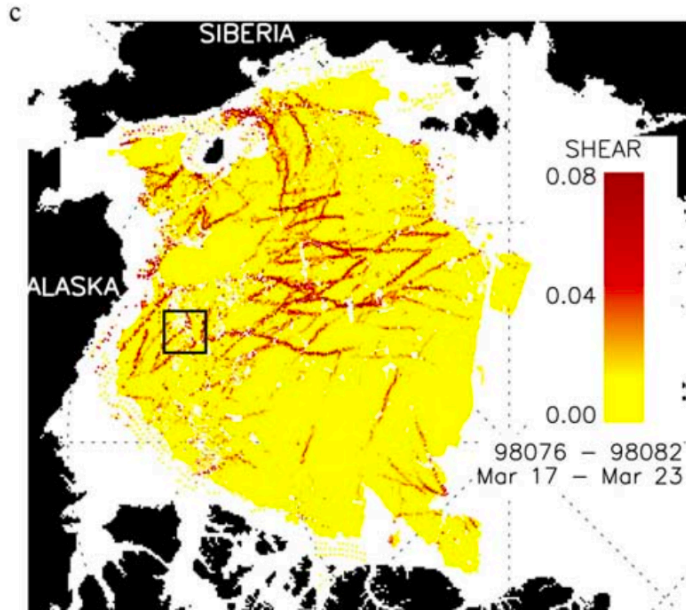 c
SIBERIA
SHEAR
0.08
ALASKA
0.04
0.00
98076 – 98082
Mar 17 – Mar 23